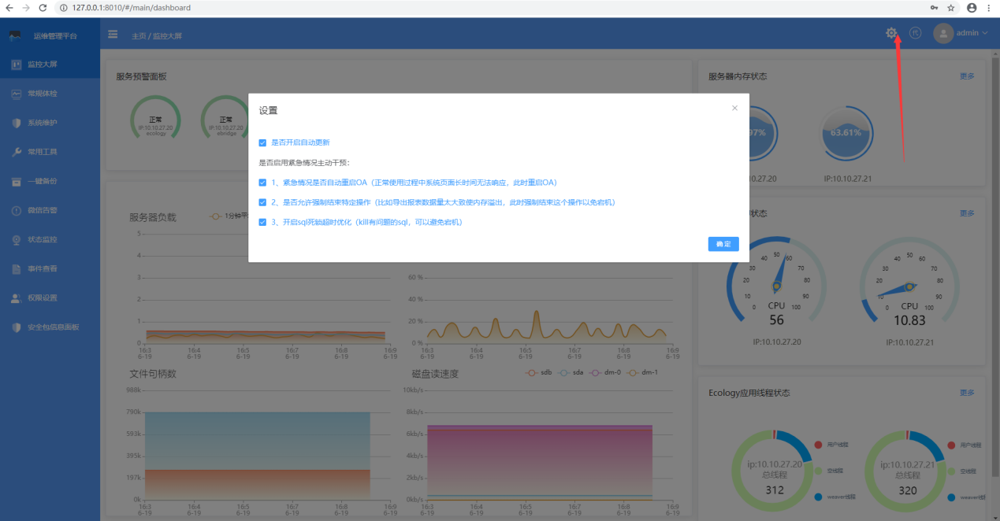 127.0.0.1:8010/#/main/dashboard
运维管理平台
主页 / 监控大屏
代
admin
监控大屏
常规体检
系统维护
常用工具
一键备份
微信告警
状态监控
事件查看
权限设置
安全包信息面板
服务预警面板
正常
IP:10.10.27.20
ecology
正常
IP:10.10.27.20
ebridge
设置
是否开启自动更新
是否启用紧急情况主动干预:
1、紧急情况是否自动重启OA（正常使用过程中系统页面长时间无法响应，此时重启OA）
2、是否允许强制结束特定操作（比如导出报表数据量太大致使内存溢出，此时强制结束这个操作以免宕机）
3、开启sql死锁超时优化（kill有问题的sql，可以避免宕机）
确 定
服务器内存状态
更多
97%
63.61%
10.27.20
IP:10.10.27.21
服务器负载
1分钟平
5
4
3
2
1
0
16:3 16:4 16:5 16:7 16:8 16:9
6-19 6-19 6-19 6-19 6-19 6-19
60 %
40 %
20 %
0 %
16:3 16:4 16:5 16:7 16:8 16:9
6-19 6-19 6-19 6-19 6-19 6-19
状态
更多
0 10 20 30 40 50 60 70 80 90 100
CPU
56
IP:10.10.27.20
0 10 20 30 40 50 60 70 80 90 100
CPU
10.83
IP:10.10.27.21
文件句柄数
988k
790k
593k
395k
197k
0k
16:3 16:4 16:5 16:7 16:8 16:9
6-19 6-19 6-19 6-19 6-19 6-19
磁盘读速度
sdb sda dm-0 dm-1
10kb/s
8kb/s
6kb/s
4kb/s
2kb/s
0kb/s
16:3 16:4 16:5 16:7 16:8 16:9
6-19 6-19 6-19 6-19 6-19 6-19
Ecology应用线程状态
更多
ip:10.10.27.20
总线程
312
用户线程
空线程
weaver线程
ip:10.10.27.21
总线程
320
用户线程
空线程
weaver线